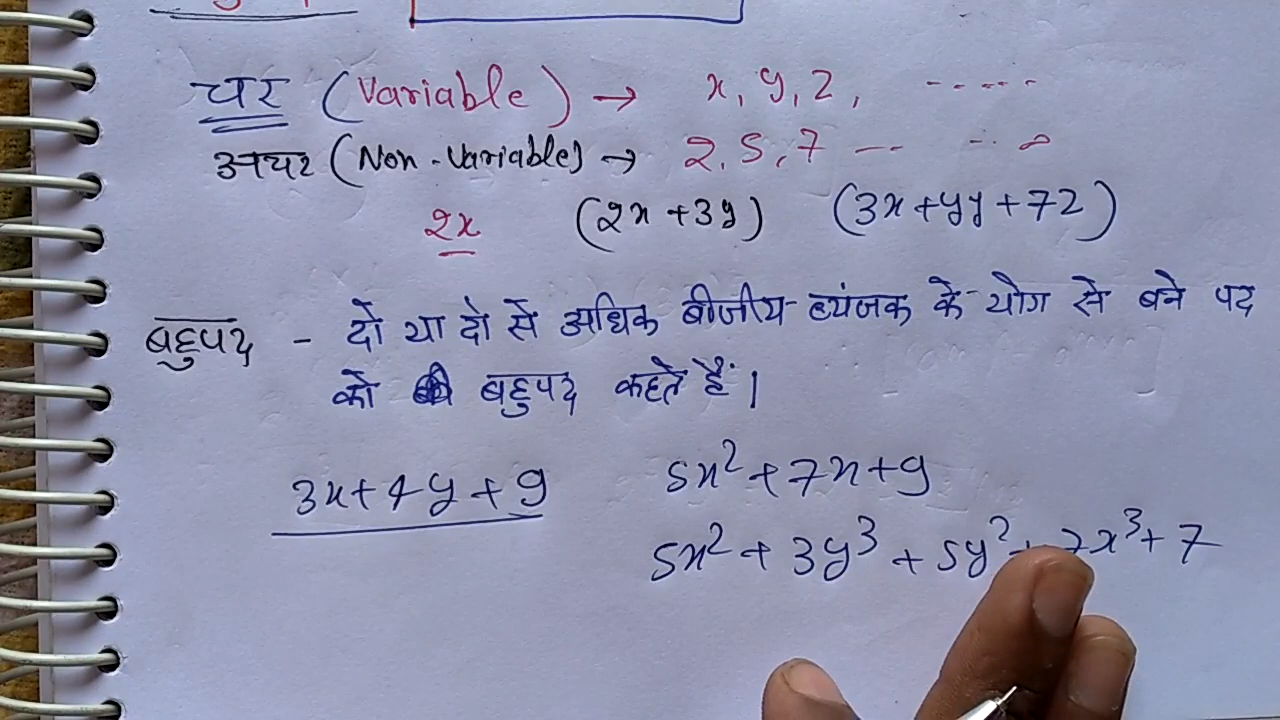 चर (Variable) → x, y, z, -----
अचर (Non-Variable) → 2, 5, 7 -- -- ∞
2x (2x+3y) (3x+4y+7z)
बहुपद - दो या दो से अधिक बीजीय व्यंजक के योग से बने पद
को बहुपद कहते हैं।
3x+4y+9 5x²+7x+9
5x²+3y³+5y²+7x³+7